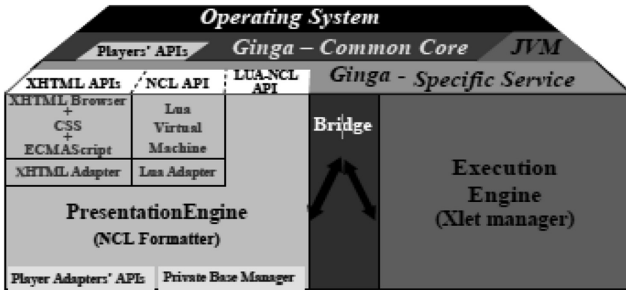 Operating System
Players' APIs
Ginga – Common Core
JVM
XHTML APIs
NCL API
LUA-NCL
API
Ginga - Specific Service
XHTML Browser
+
CSS
+
ECMAScript
Lua
Virtual
Machine
XHTML Adapter
Lua Adapter
PresentationEngine
(NCL Formatter)
Player Adapters' APIs
Private Base Manager
Bridge
Execution
Engine
(Xlet manager)